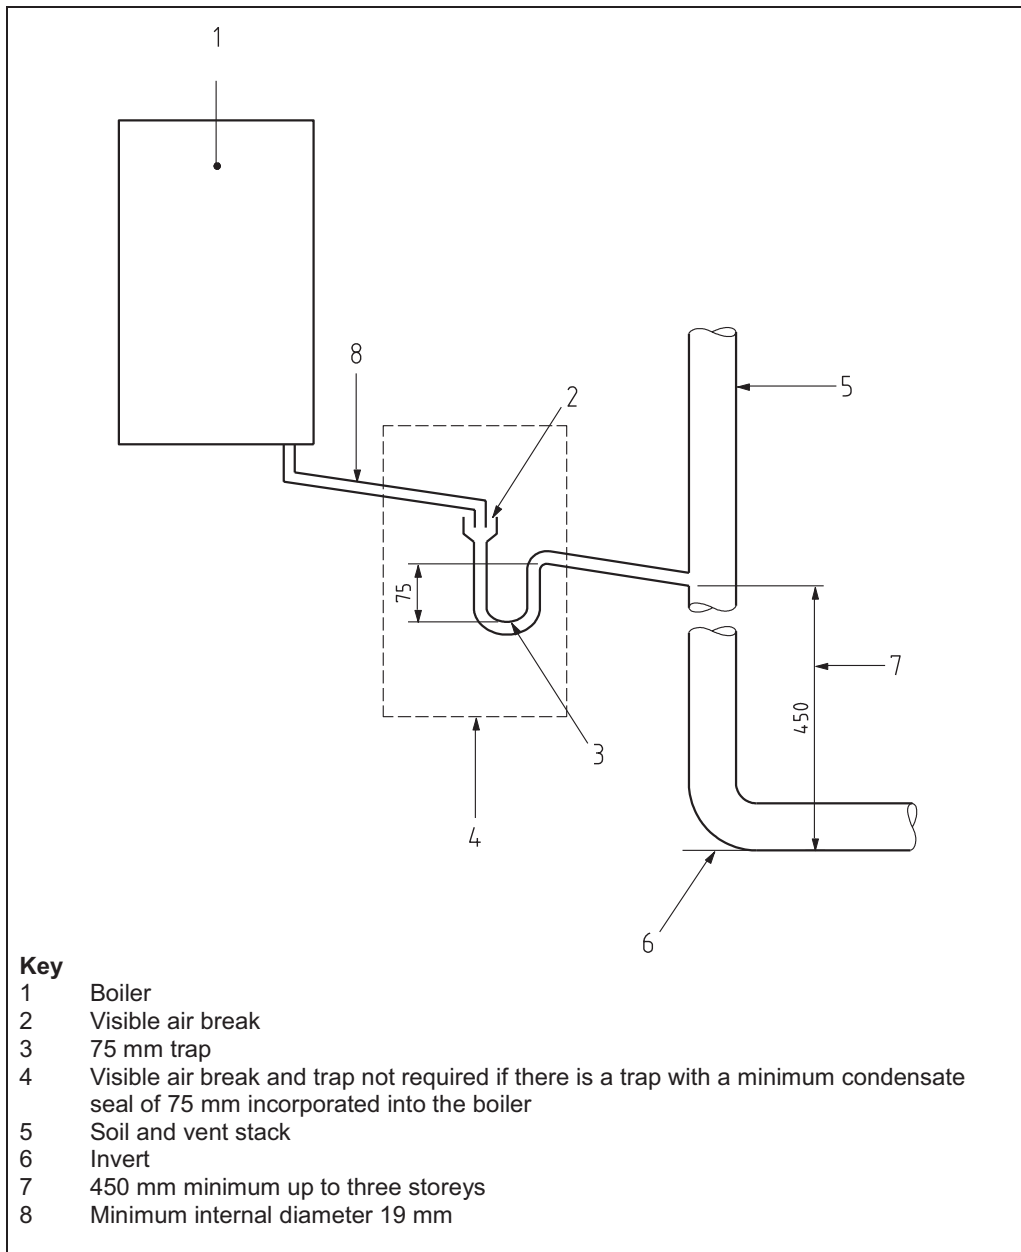 1
8
2
5
75
7
450
3
4
6
Key
1 Boiler
2 Visible air break
3 75 mm trap
4 Visible air break and trap not required if there is a trap with a minimum condensate
seal of 75 mm incorporated into the boiler
5 Soil and vent stack
6 Invert
7 450 mm minimum up to three storeys
8 Minimum internal diameter 19 mm